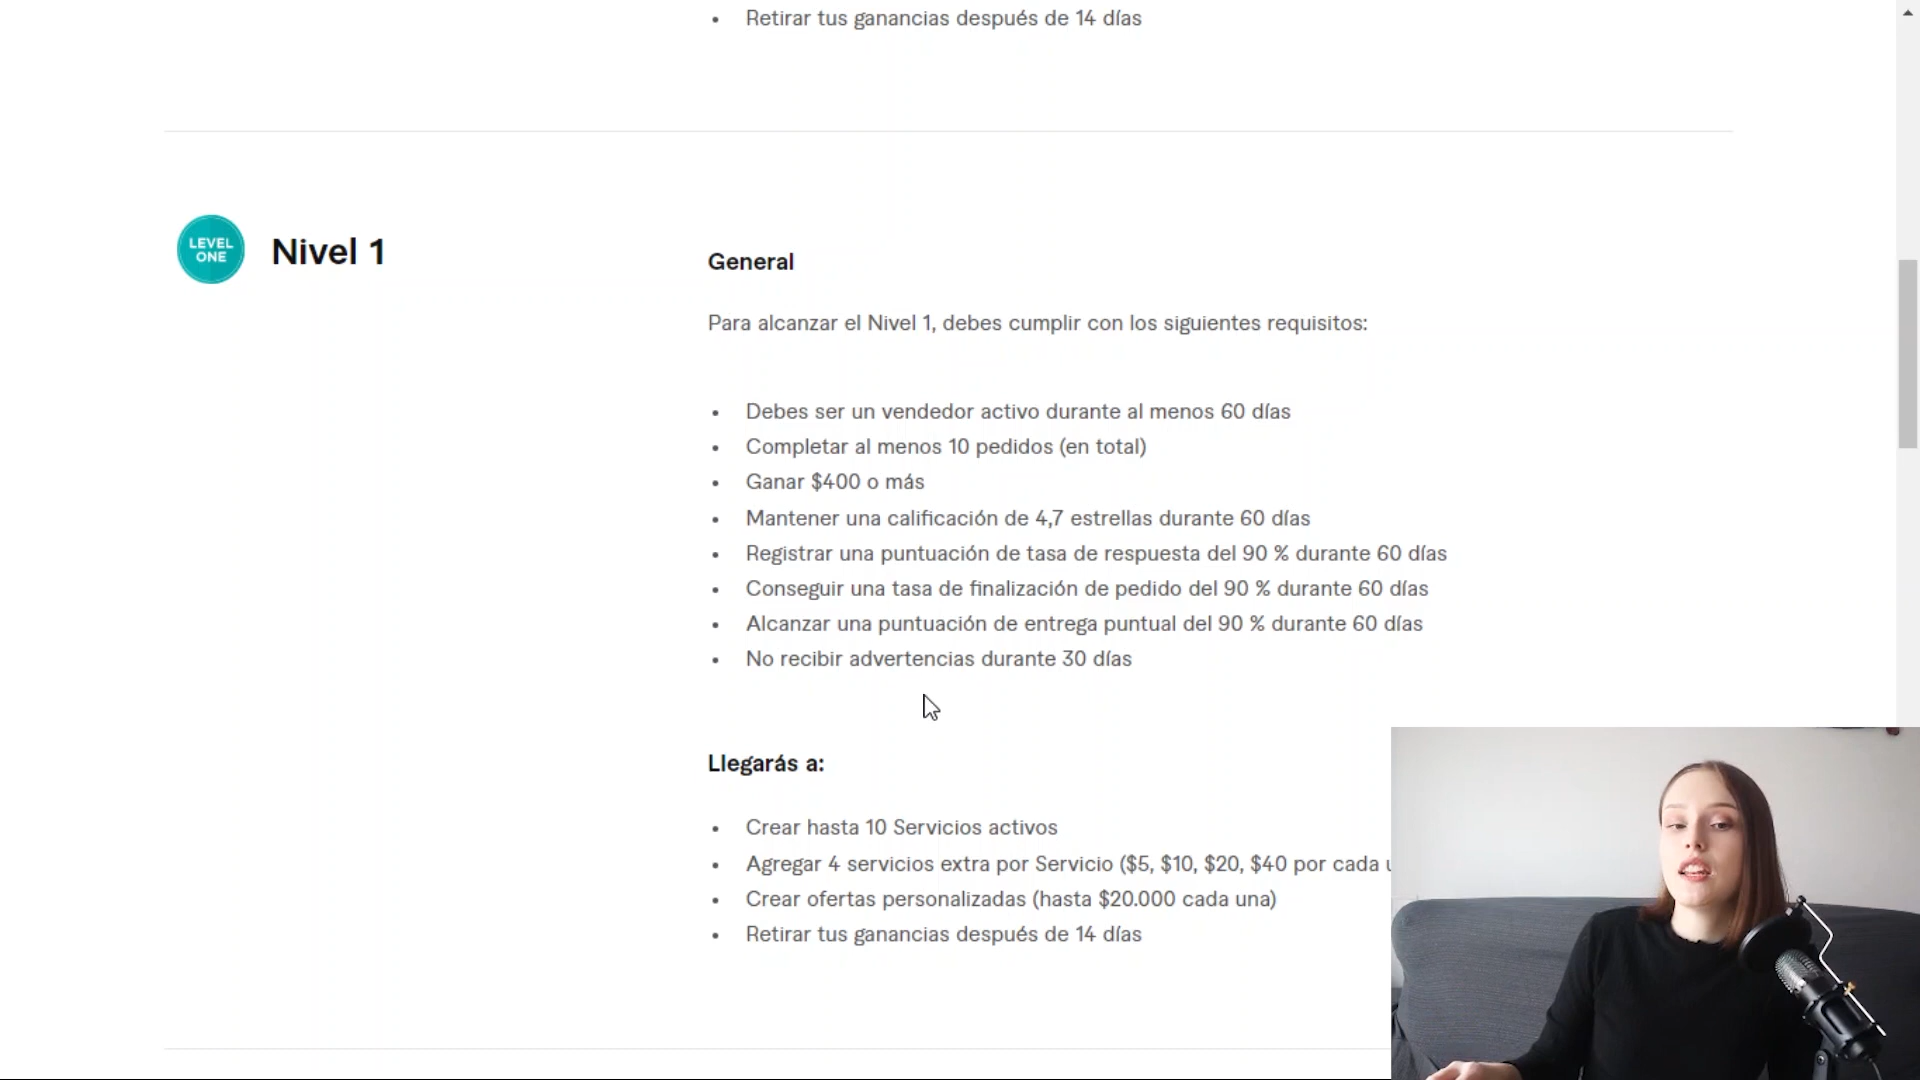 • Retirar tus ganancias después de 14 días
LEVEL
ONE
Nivel 1
General
Para alcanzar el Nivel 1, debes cumplir con los siguientes requisitos:
• Debes ser un vendedor activo durante al menos 60 días
• Completar al menos 10 pedidos (en total)
• Ganar $400 o más
• Mantener una calificación de 4,7 estrellas durante 60 días
• Registrar una puntuación de tasa de respuesta del 90 % durante 60 días
• Conseguir una tasa de finalización de pedido del 90 % durante 60 días
• Alcanzar una puntuación de entrega puntual del 90 % durante 60 días
• No recibir advertencias durante 30 días
Llegarás a:
• Crear hasta 10 Servicios activos
• Agregar 4 servicios extra por Servicio ($5, $10, $20, $40 por cada
• Crear ofertas personalizadas (hasta $20.000 cada una)
• Retirar tus ganancias después de 14 días